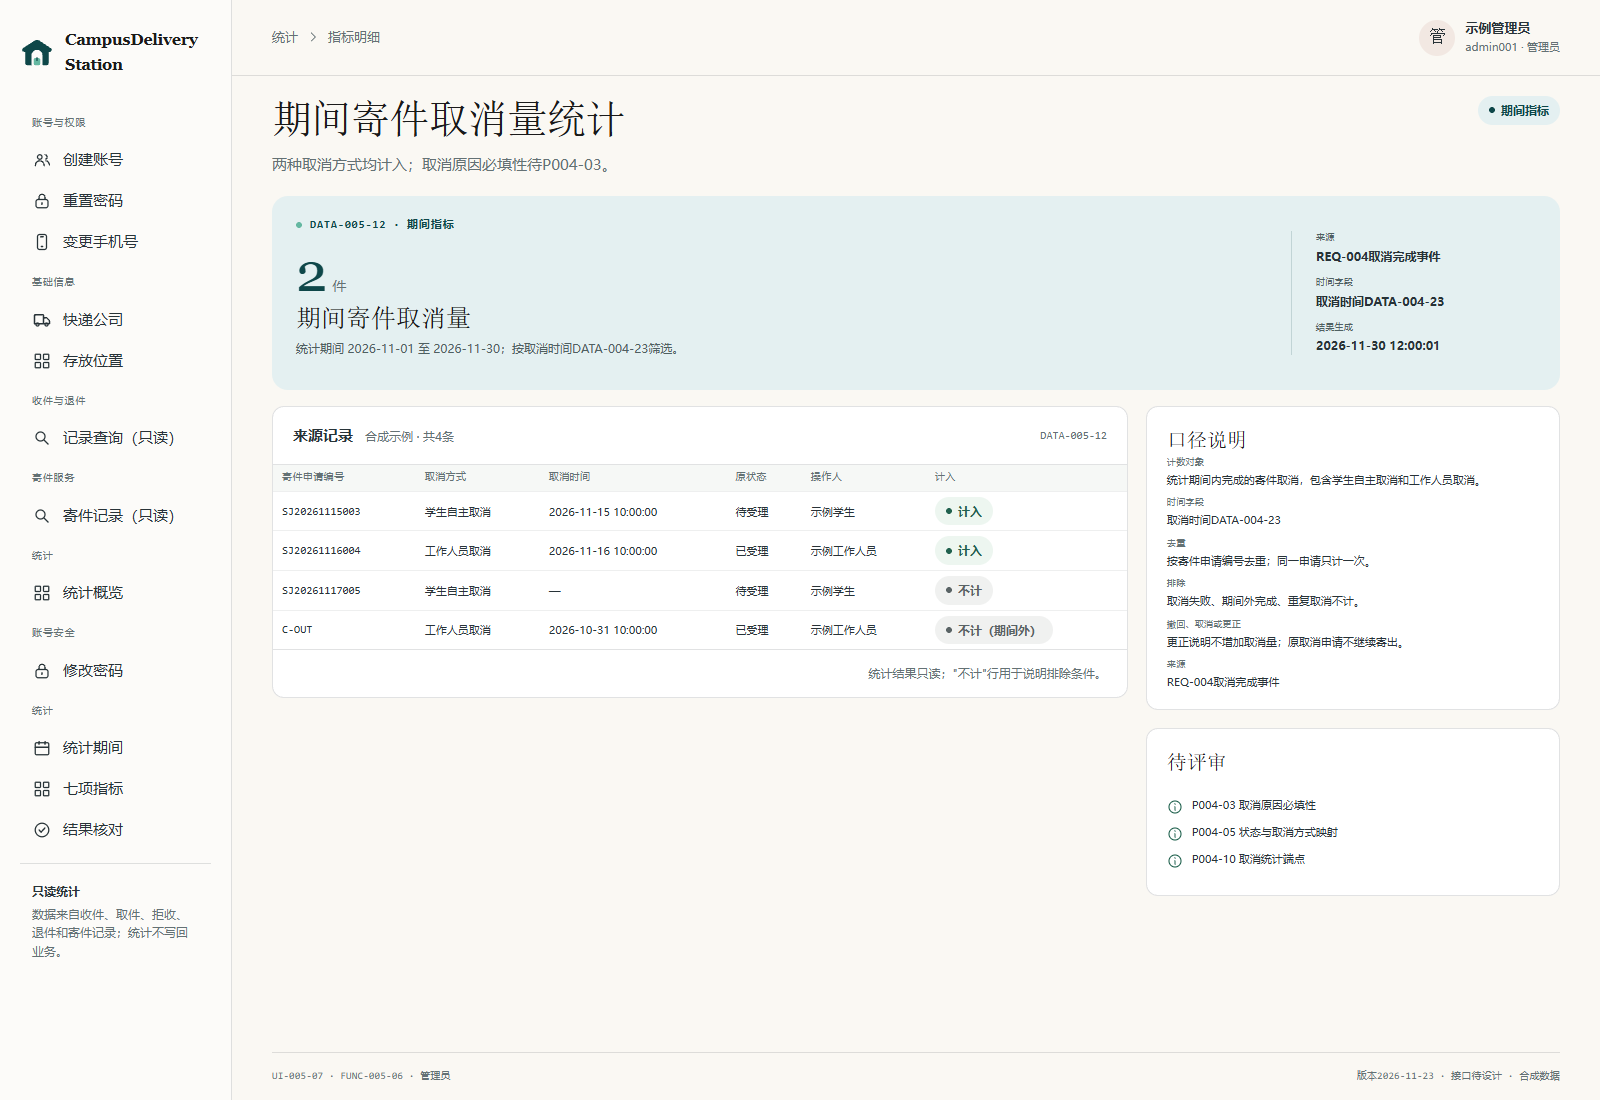 CampusDelivery
Station
账号与权限
创建账号
重置密码
变更手机号
基础信息
快递公司
存放位置
收件与退件
记录查询（只读）
寄件服务
寄件记录（只读）
统计
统计概览
账号安全
修改密码
统计
统计期间
七项指标
结果核对
只读统计
数据来自收件、取件、拒收、
退件和寄件记录；统计不写回
业务。
统计 > 指标明细
管 示例管理员
admin001 · 管理员
期间寄件取消量统计
期间指标
两种取消方式均计入；取消原因必填性待P004-03。
DATA-005-12 · 期间指标
2 件
期间寄件取消量
统计期间 2026-11-01 至 2026-11-30；按取消时间DATA-004-23筛选。
来源
REQ-004取消完成事件
时间字段
取消时间DATA-004-23
结果生成
2026-11-30 12:00:01
来源记录 合成示例 · 共4条 DATA-005-12
寄件申请编号 取消方式 取消时间 原状态 操作人 计入
SJ20261115003 学生自主取消 2026-11-15 10:00:00 待受理 示例学生 计入
SJ20261116004 工作人员取消 2026-11-16 10:00:00 已受理 示例工作人员 计入
SJ20261117005 学生自主取消 — 待受理 示例学生 不计
C-OUT 工作人员取消 2026-10-31 10:00:00 已受理 示例工作人员 不计（期间外）
统计结果只读；"不计"行用于说明排除条件。
口径说明
计数对象
统计期间内完成的寄件取消，包含学生自主取消和工作人员取消。
时间字段
取消时间DATA-004-23
去重
按寄件申请编号去重；同一申请只计一次。
排除
取消失败、期间外完成、重复取消不计。
撤回、取消或更正
更正说明不增加取消量；原取消申请不继续寄出。
来源
REQ-004取消完成事件
待评审
P004-03 取消原因必填性
P004-05 状态与取消方式映射
P004-10 取消统计端点
UI-005-07 · FUNC-005-06 · 管理员
版本2026-11-23 · 接口待设计 · 合成数据